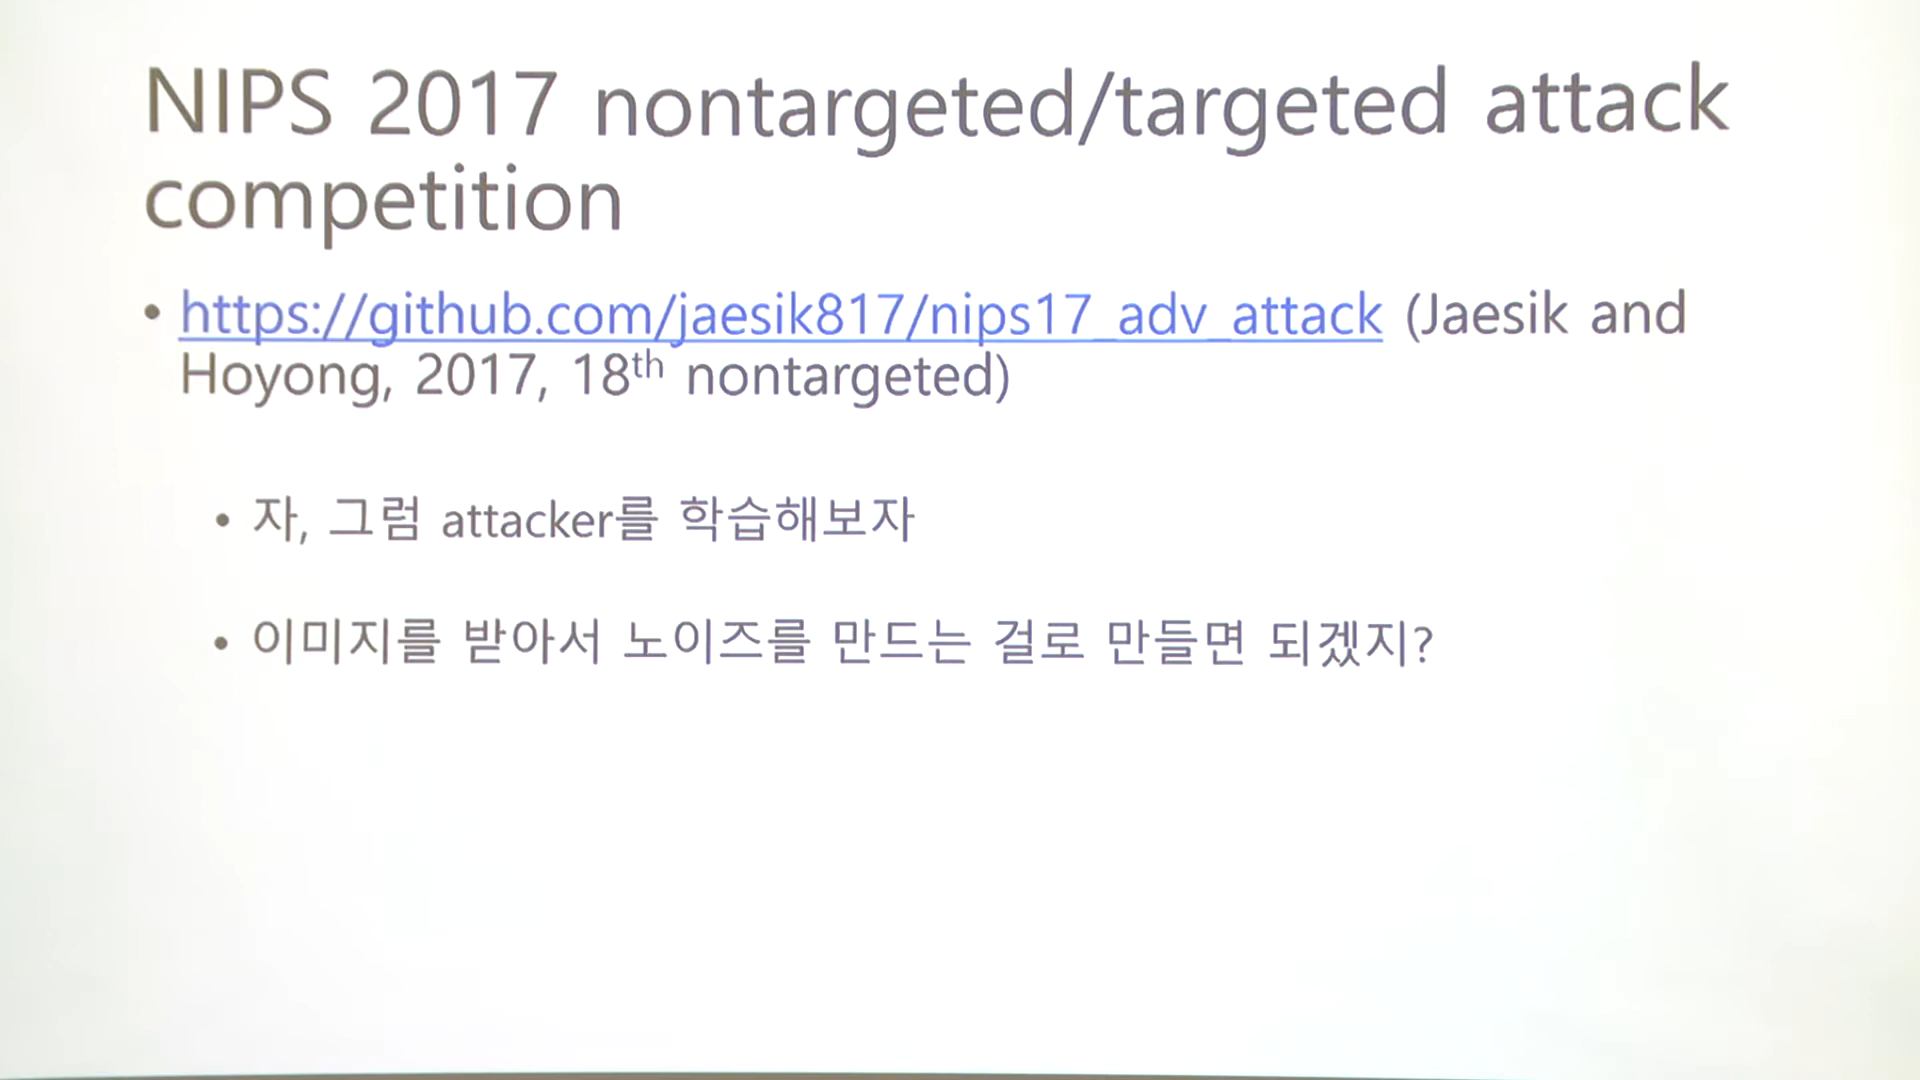 NIPS 2017 nontargeted/targeted attack
competition
• https://github.com/jaesik817/nips17_adv_attack (Jaesik and
Hoyong, 2017, 18th nontargeted)
• 자, 그럼 attacker를 학습해보자
• 이미지를 받아서 노이즈를 만드는 걸로 만들면 되겠지?